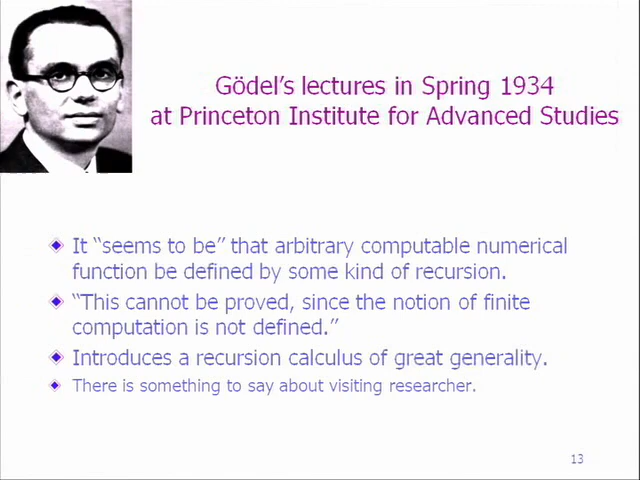 Gödel's lectures in Spring 1934
at Princeton Institute for Advanced Studies
It “seems to be” that arbitrary computable numerical
function be defined by some kind of recursion.
“This cannot be proved, since the notion of finite
computation is not defined.”
Introduces a recursion calculus of great generality.
There is something to say about visiting researcher.
13